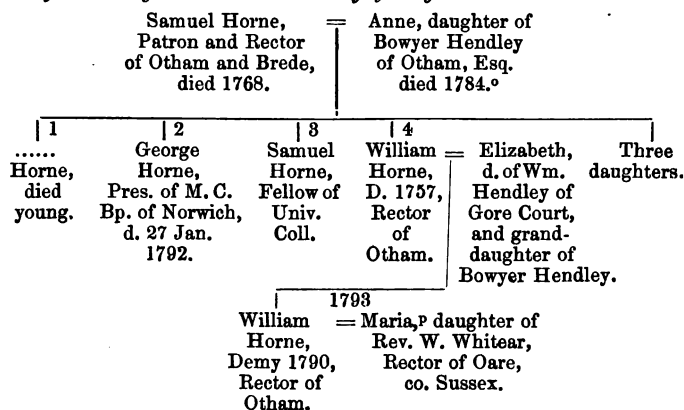 Samuel Horne, = Anne, daughter of
Patron and Rector Bowyer Hendley
of Otham and Brede, of Otham, Esq.
died 1768. died 1784.o
1 2 3 4
...... George Samuel William = Elizabeth, Three
Horne, Horne, Horne, Horne, d. of Wm. daughters.
died Pres. of M. C. Fellow of D. 1757, Hendley of
young. Bp. of Norwich, Univ. Rector Gore Court,
d. 27 Jan. Coll. of and grand-
1792. Otham. daughter of
Bowyer Hendley.
1793
William = Maria,p daughter of
Horne, Rev. W. Whitear,
Demy 1790, Rector of Oare,
Rector of co. Sussex.
Otham.